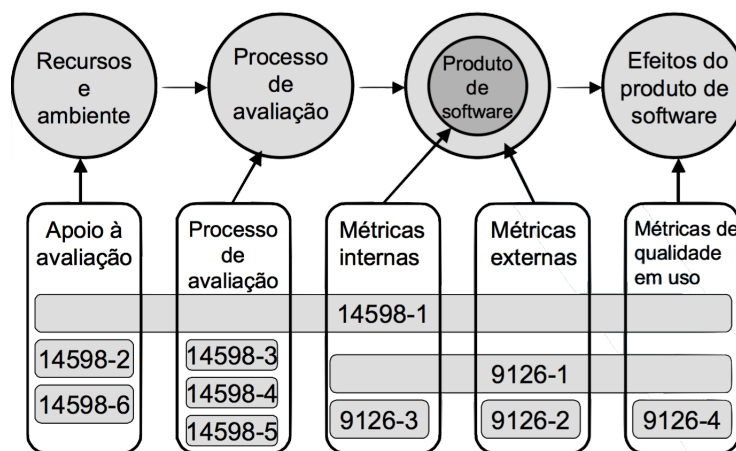 Recursos
e
ambiente
Processo
de
avaliação
Produto
de
software
Efeitos do
produto de
software
Apoio à
avaliação
Processo
de
avaliação
Métricas
internas
Métricas
externas
Métricas de
qualidade
em uso
14598-1
14598-2
14598-3
14598-4
14598-5
14598-6
9126-1
9126-3
9126-2
9126-4